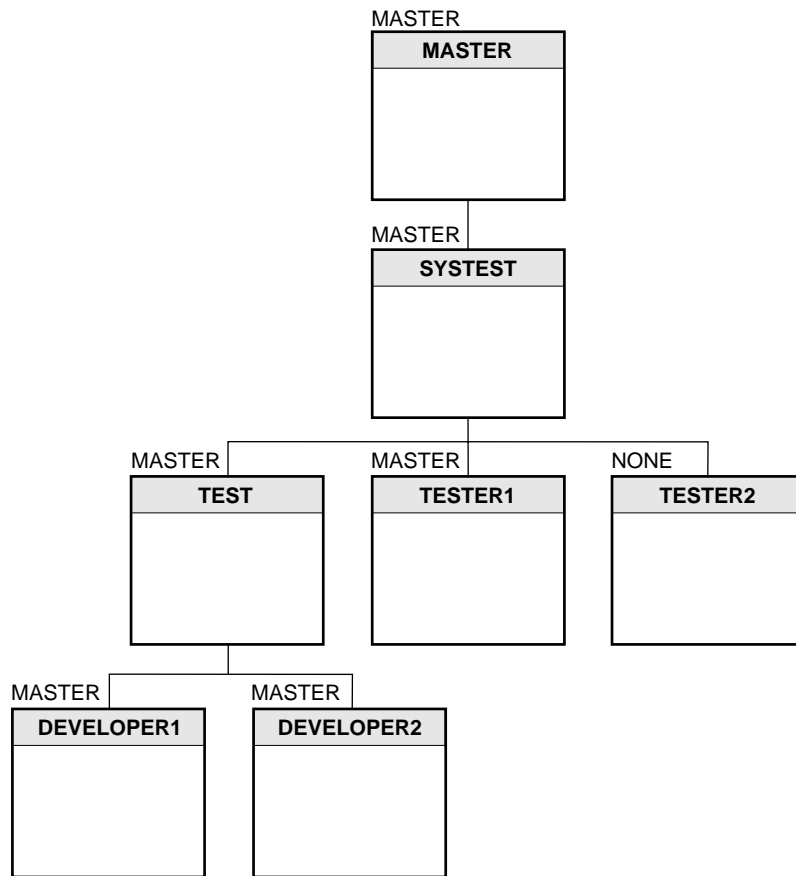 MASTER
MASTER
MASTER
SYSTEST
MASTER MASTER NONE
TEST TESTER1 TESTER2
MASTER MASTER
DEVELOPER1 DEVELOPER2